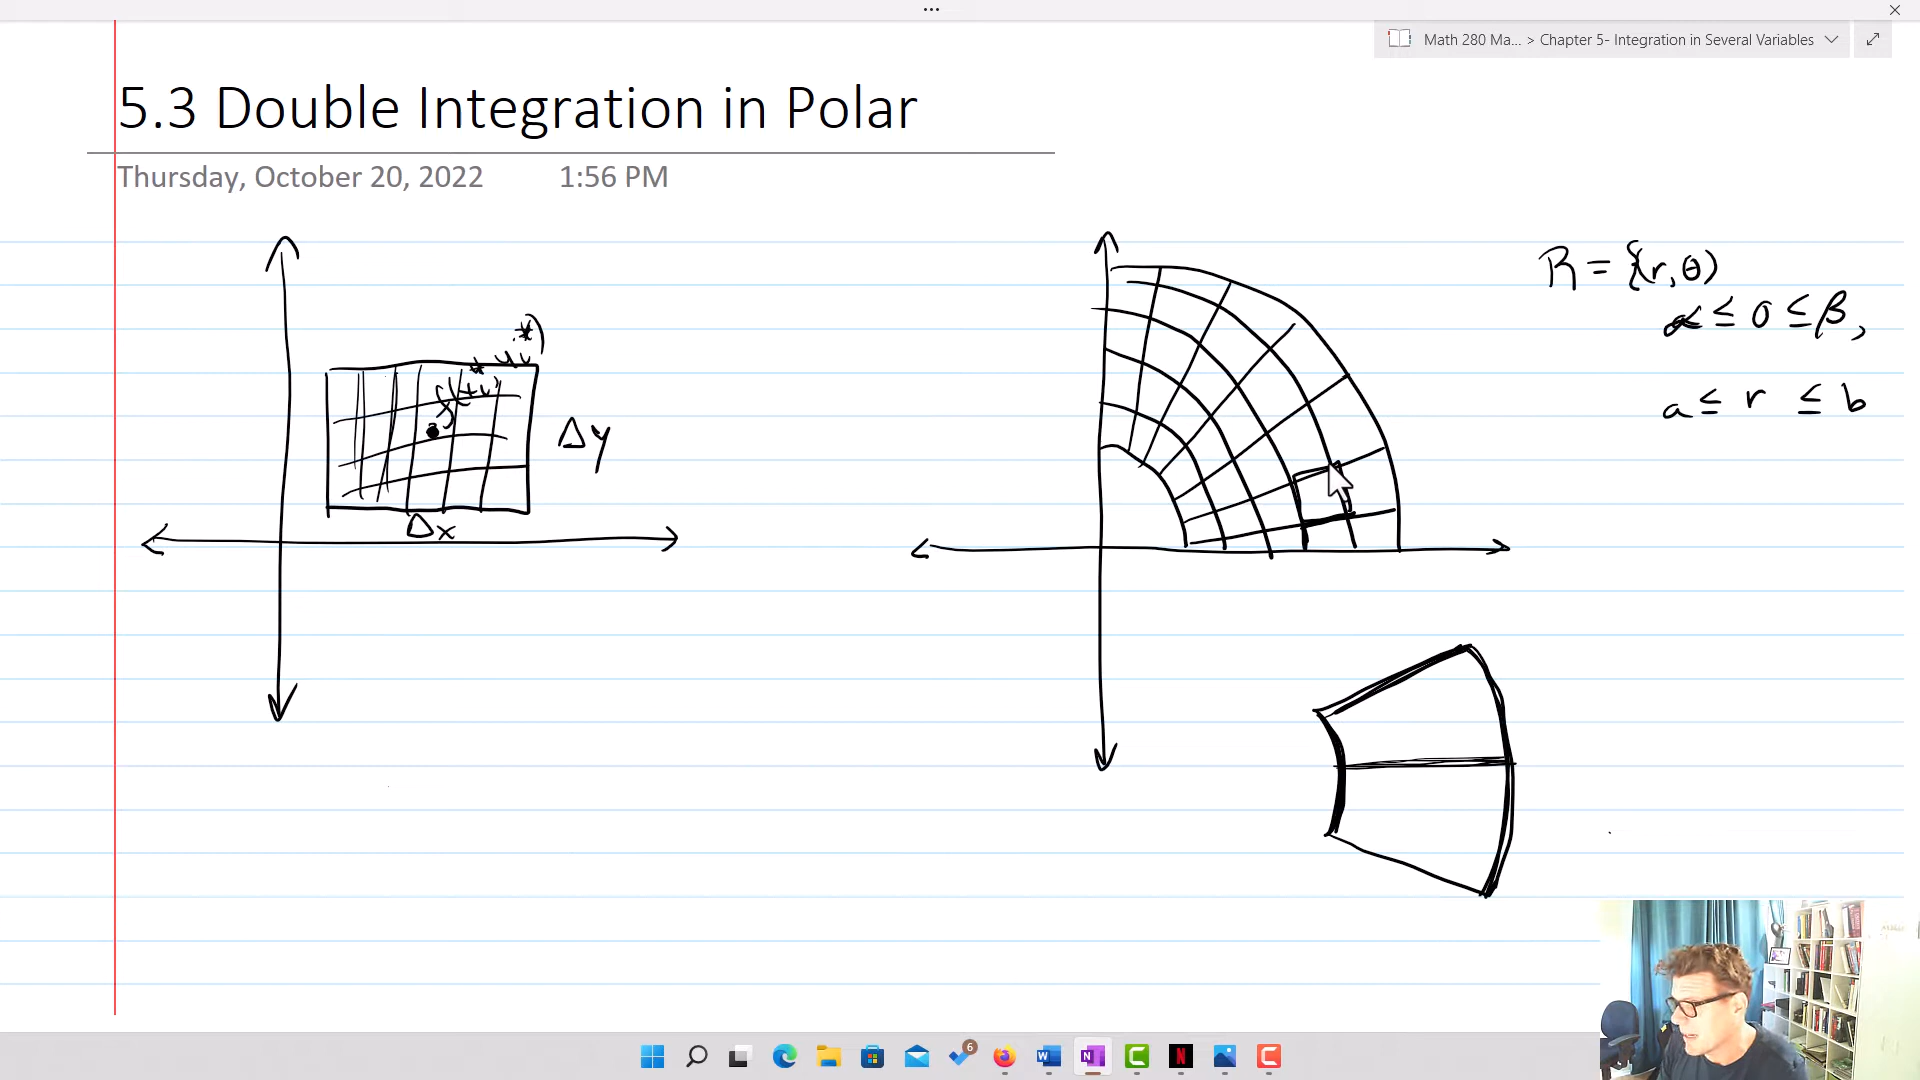 Math 280 Ma... > Chapter 5- Integration in Several Variables
5.3 Double Integration in Polar
Thursday, October 20, 2022 1:56 PM
Δy
Δx
R = {(r, θ)
α ≤ θ ≤ β,
a ≤ r ≤ b
6